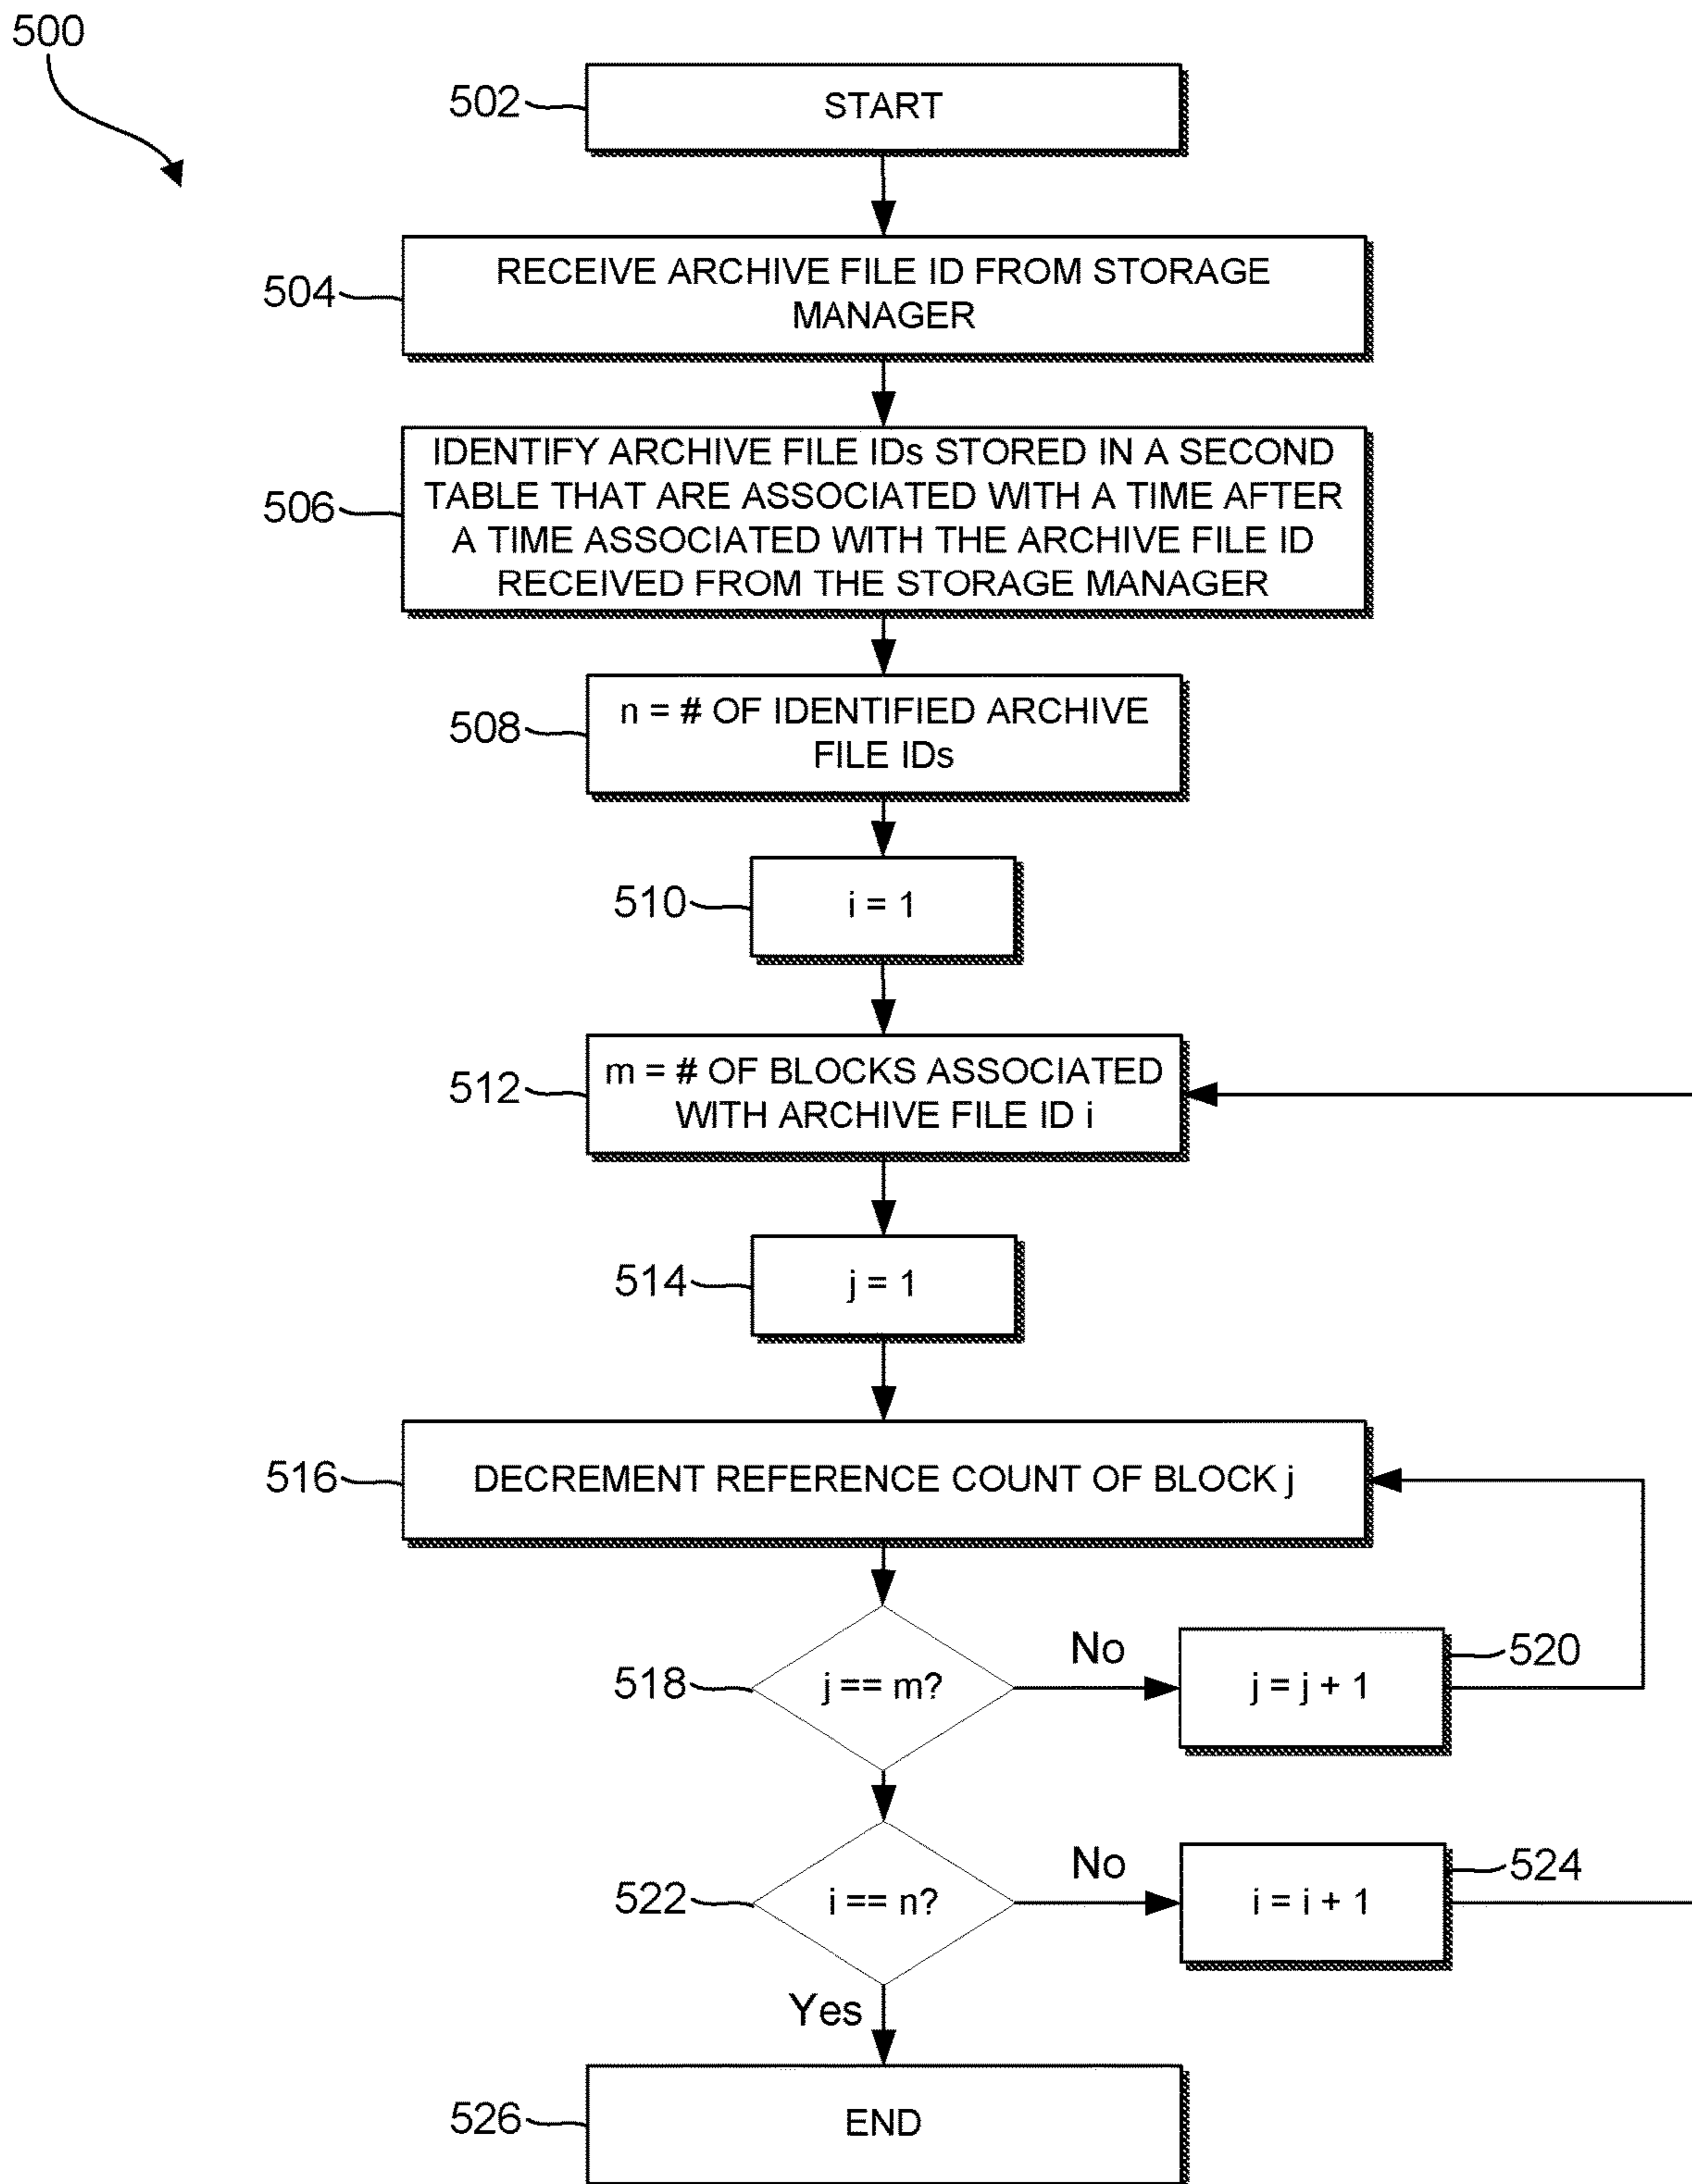 500
502
START
504
RECEIVE ARCHIVE FILE ID FROM STORAGE
MANAGER
506
IDENTIFY ARCHIVE FILE IDs STORED IN A SECOND
TABLE THAT ARE ASSOCIATED WITH A TIME AFTER
A TIME ASSOCIATED WITH THE ARCHIVE FILE ID
RECEIVED FROM THE STORAGE MANAGER
508
n = # OF IDENTIFIED ARCHIVE
FILE IDs
510
i = 1
512
m = # OF BLOCKS ASSOCIATED
WITH ARCHIVE FILE ID i
514
j = 1
516
DECREMENT REFERENCE COUNT OF BLOCK j
518
j == m?
No
j = j + 1
520
522
i == n?
No
i = i + 1
524
Yes
526
END